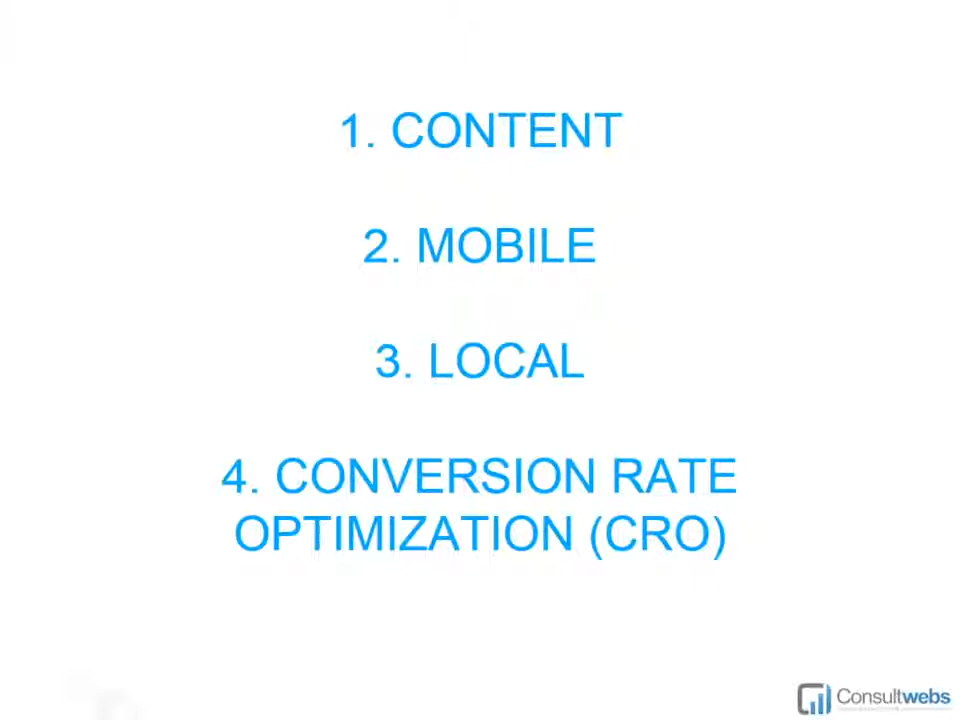 1. CONTENT
2. MOBILE
3. LOCAL
4. CONVERSION RATE
OPTIMIZATION (CRO)
Consultwebs